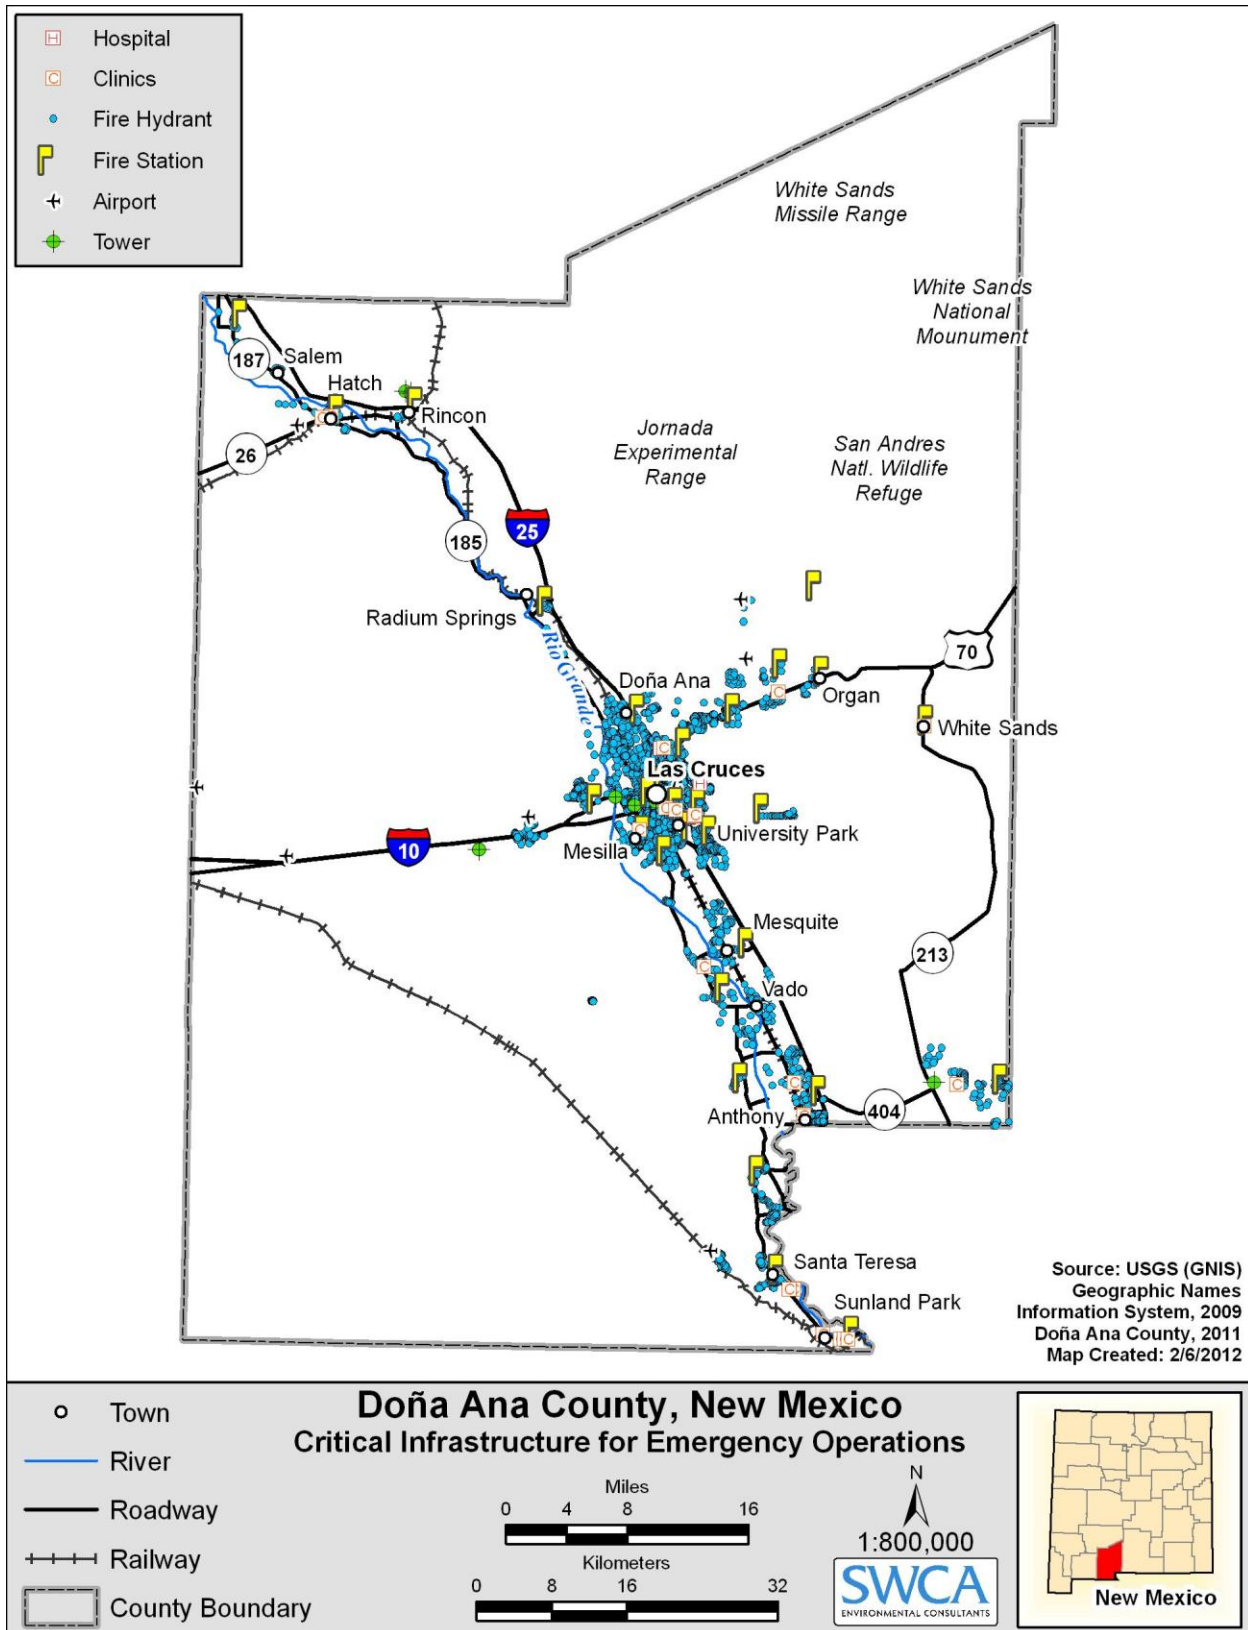 Hospital
Clinics
Fire Hydrant
Fire Station
Airport
Tower
White Sands
Missile Range
White Sands
National
Mounument
187
Salem
Hatch
Rincon
26
Jornada
Experimental
Range
San Andres
Natl. Wildlife
Refuge
25
185
Radium Springs
Rio Grande
70
Doña Ana
Organ
White Sands
Las Cruces
University Park
10
Mesilla
Mesquite
213
Vado
Anthony
404
Santa Teresa
Sunland Park
Source: USGS (GNIS)
Geographic Names
Information System, 2009
Doña Ana County, 2011
Map Created: 2/6/2012
Town
River
Roadway
Railway
County Boundary
Doña Ana County, New Mexico
Critical Infrastructure for Emergency Operations
Miles
0 4 8 16
Kilometers
0 8 16 32
N
1:800,000
SWCA
ENVIRONMENTAL CONSULTANTS
New Mexico